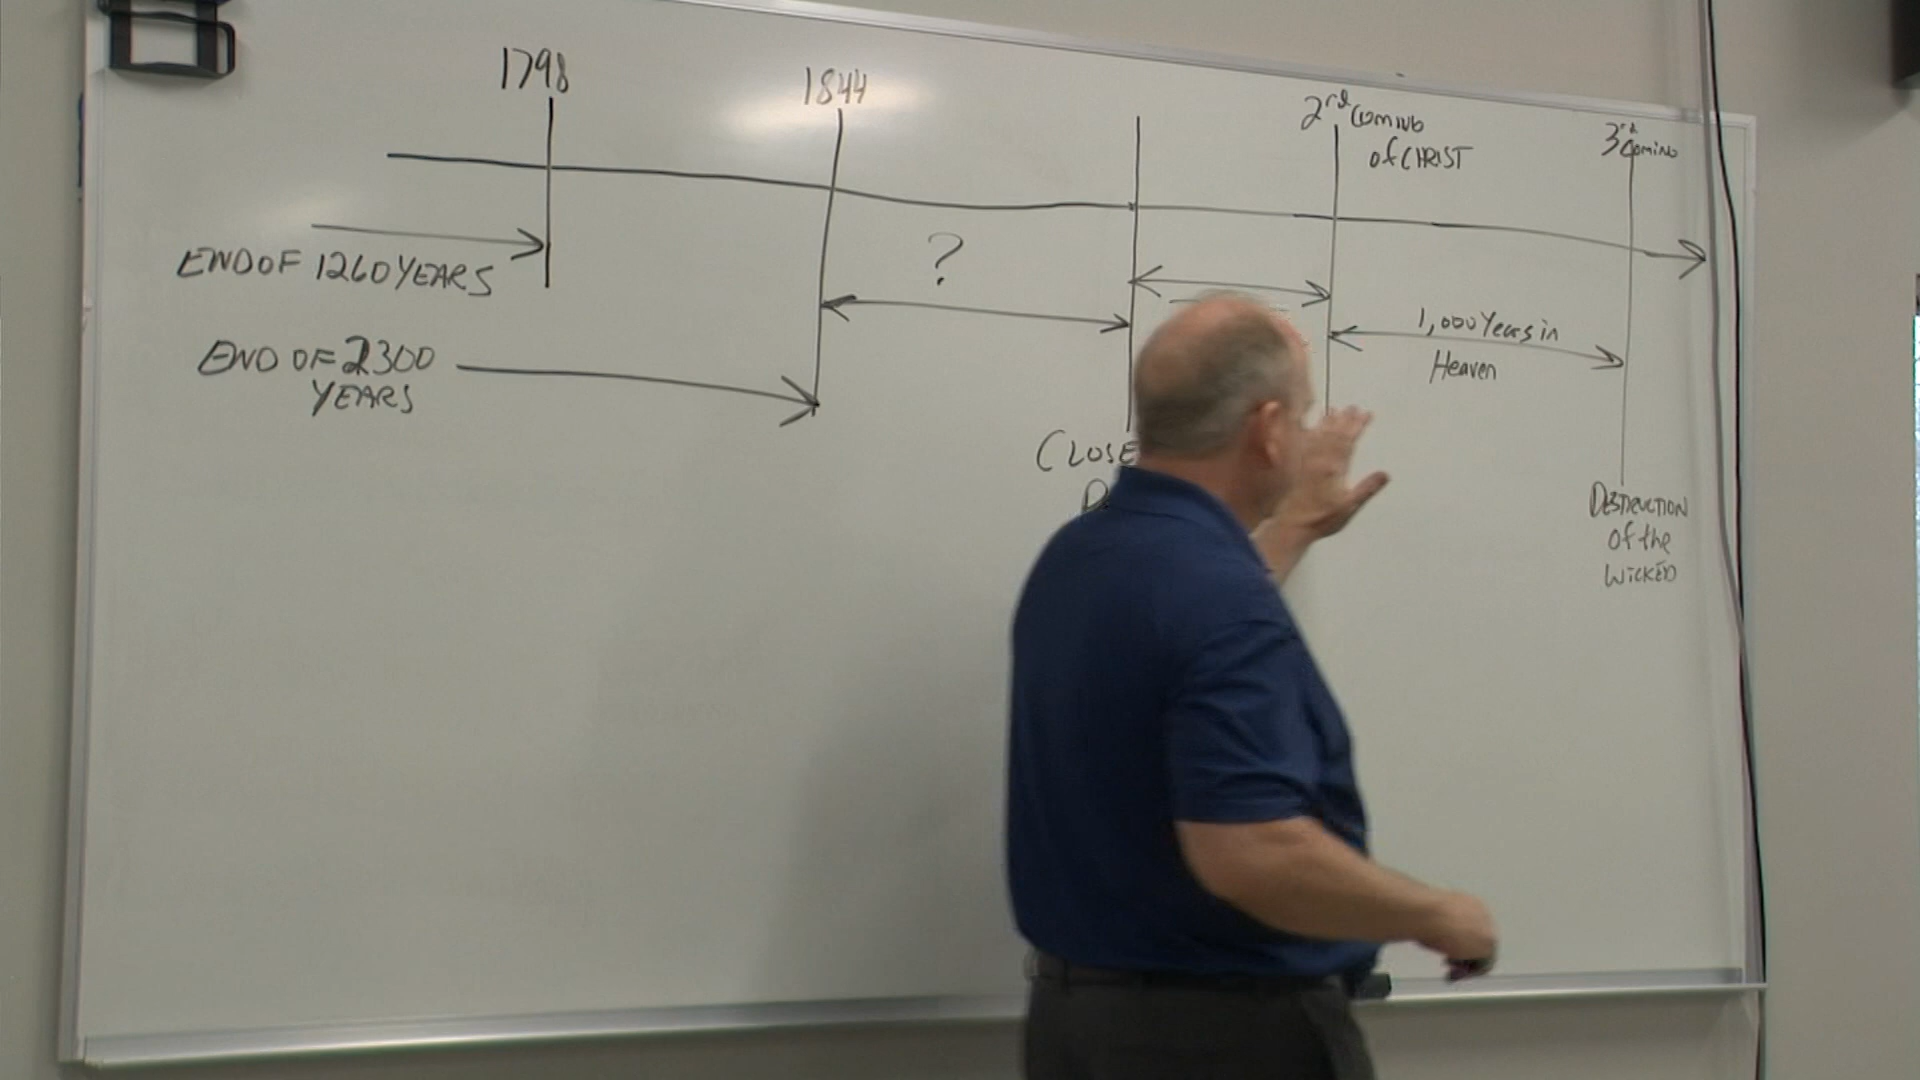 1798
1844
2rd Coming
of CHRIST
3rd
Coming
END OF 1260 YEARS
?
1,000 Years in
Heaven
END OF 2300
YEARS
CLOSE
DESTRUCTION
of the
WICKED